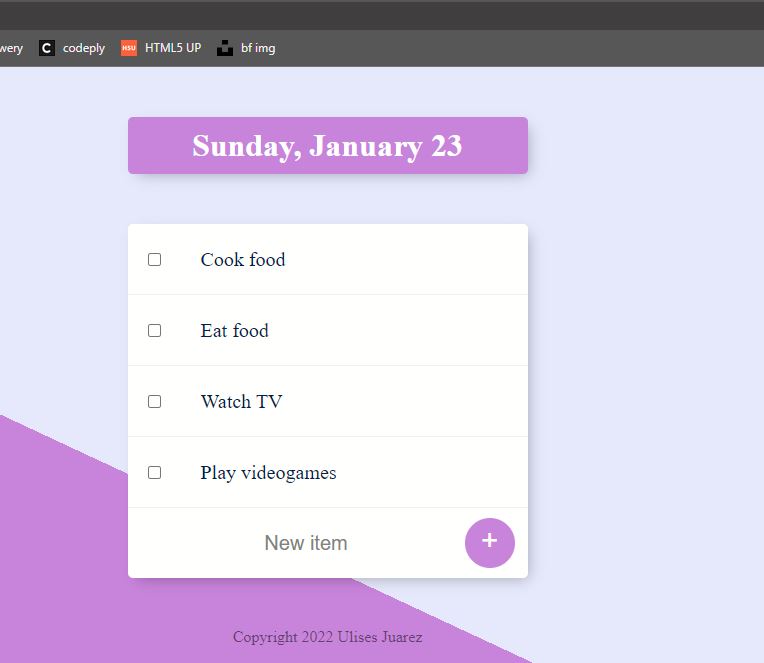 wery C codeply HSU HTML5 UP bf img
Sunday, January 23
Cook food
Eat food
Watch TV
Play videogames
New item +
Copyright 2022 Ulises Juarez